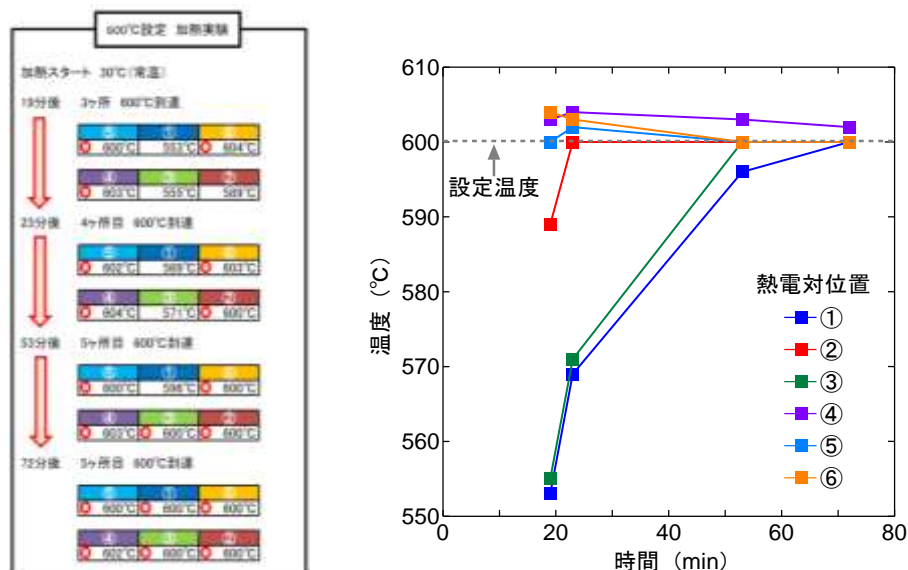 600℃設定 加熱実験
加熱スタート 30℃(常温)
19分後 3ヶ所 600℃到達
⑤ ① ⑥
600℃ 553℃ 604℃
④ ③ ②
603℃ 555℃ 589℃
23分後 4ヶ所目 600℃到達
⑤ ① ⑥
602℃ 569℃ 603℃
④ ③ ②
604℃ 571℃ 600℃
53分後 5ヶ所目 600℃到達
⑤ ① ⑥
600℃ 596℃ 600℃
④ ③ ②
603℃ 600℃ 600℃
72分後 5ヶ所目 600℃到達
⑤ ① ⑥
600℃ 600℃ 600℃
④ ③ ②
602℃ 600℃ 600℃
610
600
590
580
570
560
550
温度 (℃)
設定温度
熱電対位置
①
②
③
④
⑤
⑥
0 20 40 60 80
時間 (min)